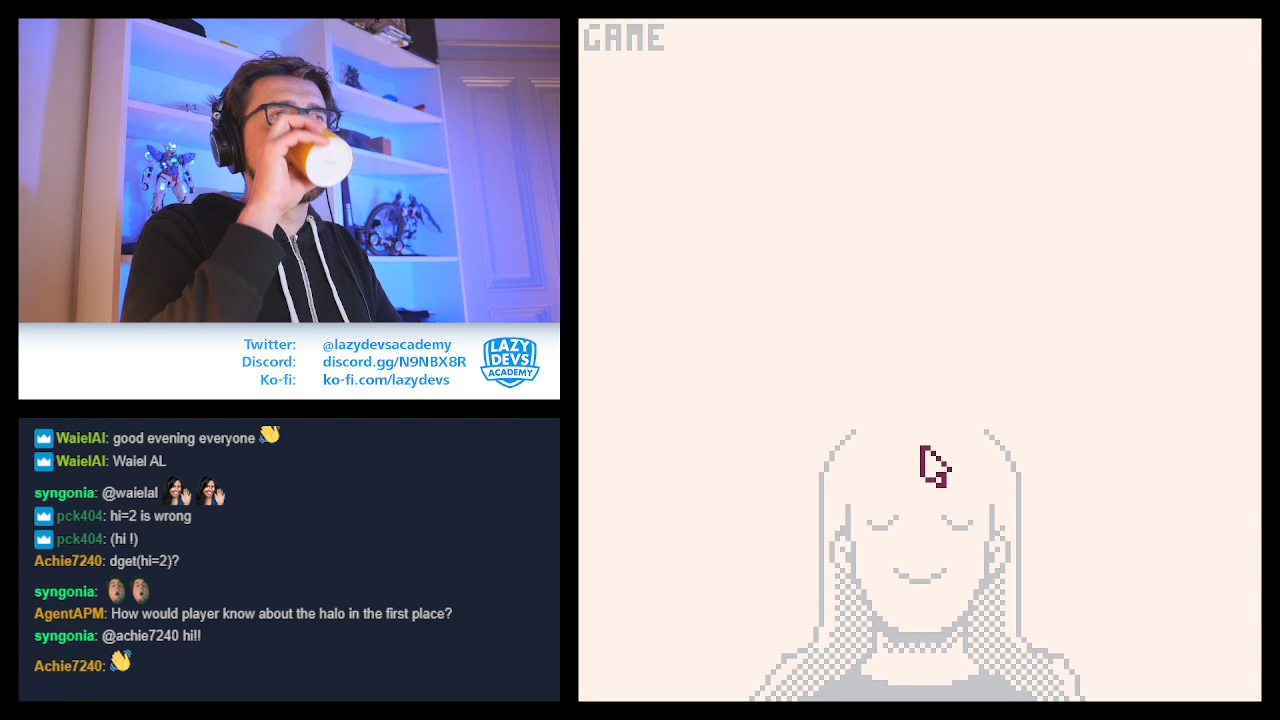 GAME
Twitter: @lazydevsacademy
Discord: discord.gg/N9NBX8R
Ko-fi: ko-fi.com/lazydevs
LAZY
DEVS
ACADEMY
WaielAl: good evening everyone
WaielAl: Waiel AL
syngonia: @waielal
pck404: hi=2 is wrong
pck404: (hi !)
Achie7240: dget(hi=2)?
syngonia:
AgentAPM: How would player know about the halo in the first place?
syngonia: @achie7240 hi!!
Achie7240: